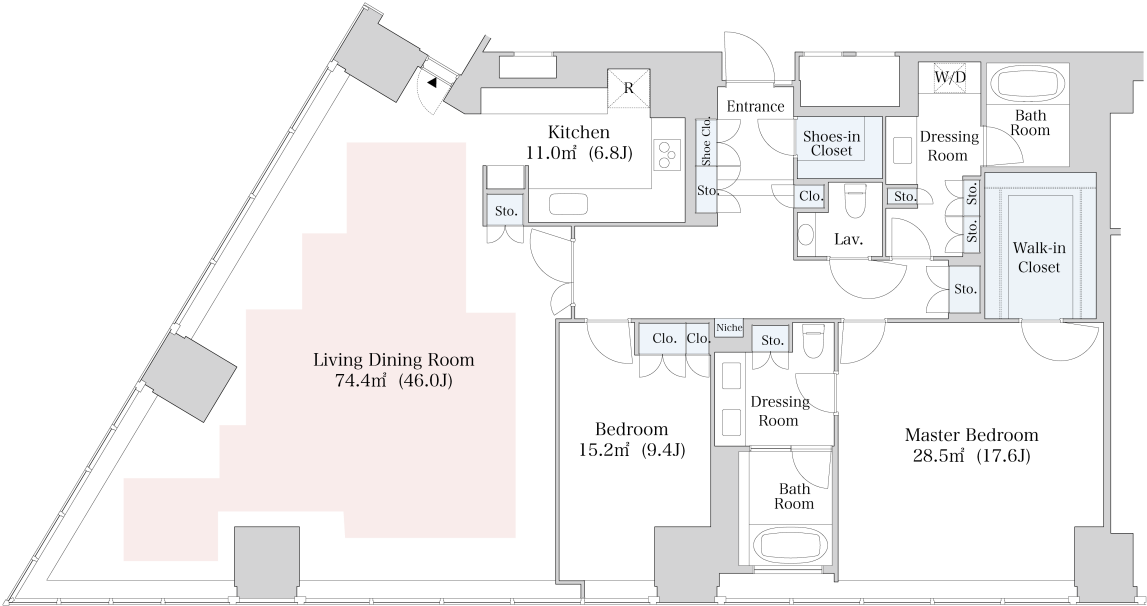 W/D
R
Entrance
Kitchen
11.0㎡ (6.8J)
Shoe Clo.
Shoes-in
Closet
Dressing
Room
Bath
Room
Sto.
Clo.
Sto.
Sto.
Sto.
Sto.
Lav.
Walk-in
Closet
Sto.
Niche
Clo.
Clo.
Sto.
Living Dining Room
74.4㎡ (46.0J)
Dressing
Room
Bedroom
15.2㎡ (9.4J)
Master Bedroom
28.5㎡ (17.6J)
Bath
Room